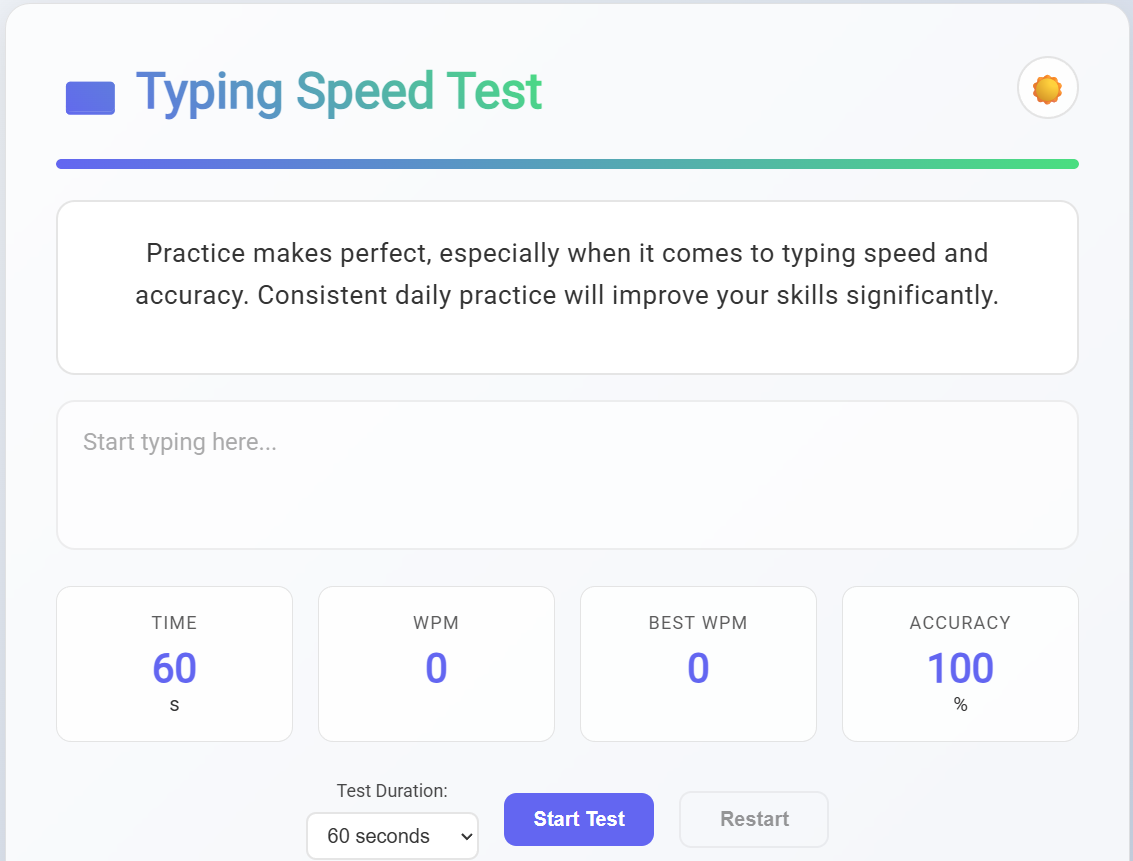 Typing Speed Test
Practice makes perfect, especially when it comes to typing speed and
accuracy. Consistent daily practice will improve your skills significantly.
Start typing here...
TIME
60
s
WPM
0
BEST WPM
0
ACCURACY
100
%
Test Duration:
60 seconds
Start Test
Restart